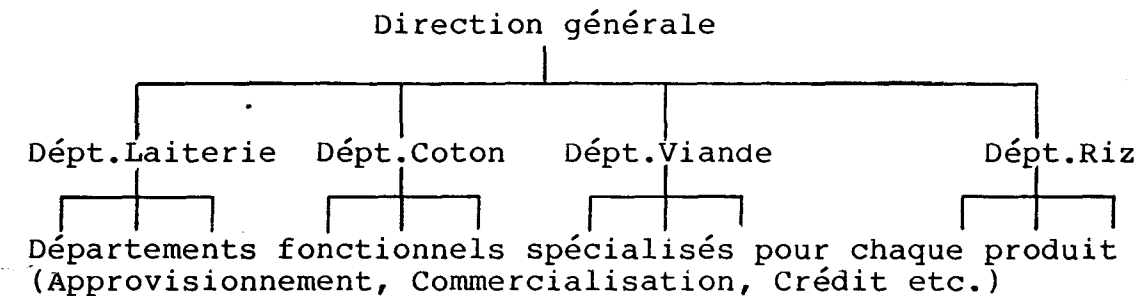 Direction générale
Dépt.Laiterie Dépt.Coton Dépt.Viande Dépt.Riz
Départements fonctionnels spécialisés pour chaque produit
(Approvisionnement, Commercialisation, Crédit etc.)